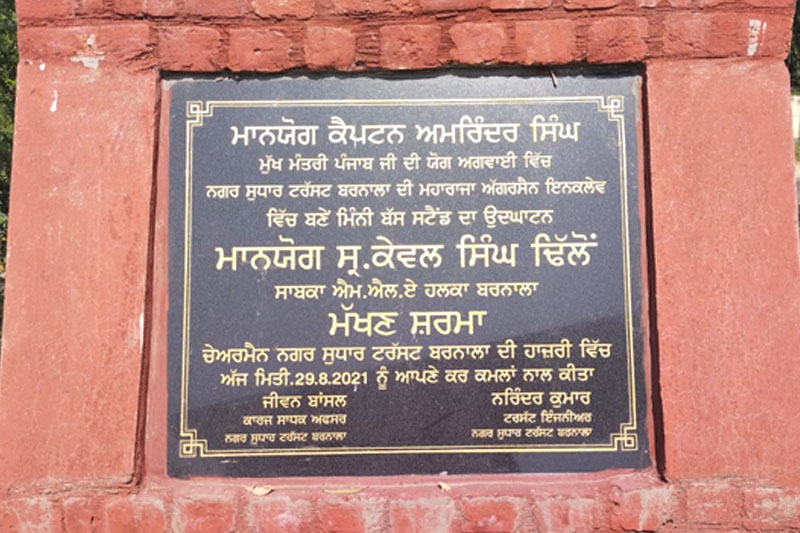 ਮਾਨਯੋਗ ਕੈਪਟਨ ਅਮਰਿੰਦਰ ਸਿੰਘ
ਮੁੱਖ ਮੰਤਰੀ ਪੰਜਾਬ ਜੀ ਦੀ ਯੋਗ ਅਗਵਾਈ ਵਿੱਚ
ਨਗਰ ਸੁਧਾਰ ਟਰੱਸਟ ਬਰਨਾਲਾ ਦੀ ਮਹਾਰਾਜਾ ਅੱਗਰਸੈਨ ਇਨਕਲੇਵ
ਵਿੱਚ ਬਣੇਂ ਮਿੰਨੀ ਬੱਸ ਸਟੈਂਡ ਦਾ ਉਦਘਾਟਨ
ਮਾਨਯੋਗ ਸ੍ਰ.ਕੇਵਲ ਸਿੰਘ ਢਿੱਲੋਂ
ਸਾਬਕਾ ਐਮ.ਐਲ.ਏ ਹਲਕਾ ਬਰਨਾਲਾ
ਮੱਖਣ ਸ਼ਰਮਾ
ਚੇਅਰਮੈਨ ਨਗਰ ਸੁਧਾਰ ਟਰੱਸਟ ਬਰਨਾਲਾ ਦੀ ਹਾਜ਼ਰੀ ਵਿੱਚ
ਅੱਜ ਮਿਤੀ.29.8.2021 ਨੂੰ ਆਪਣੇ ਕਰ ਕਮਲਾਂ ਨਾਲ ਕੀਤਾ
ਜੀਵਨ ਬਾਂਸਲ
ਕਾਰਜ ਸਾਧਕ ਅਫਸਰ
ਨਗਰ ਸੁਧਾਰ ਟਰੱਸਟ ਬਰਨਾਲਾ
ਨਰਿੰਦਰ ਕੁਮਾਰ
ਟਰਸੱਟ ਇੰਜਨੀਅਰ
ਨਗਰ ਸੁਧਾਰ ਟਰੱਸਟ ਬਰਨਾਲਾ